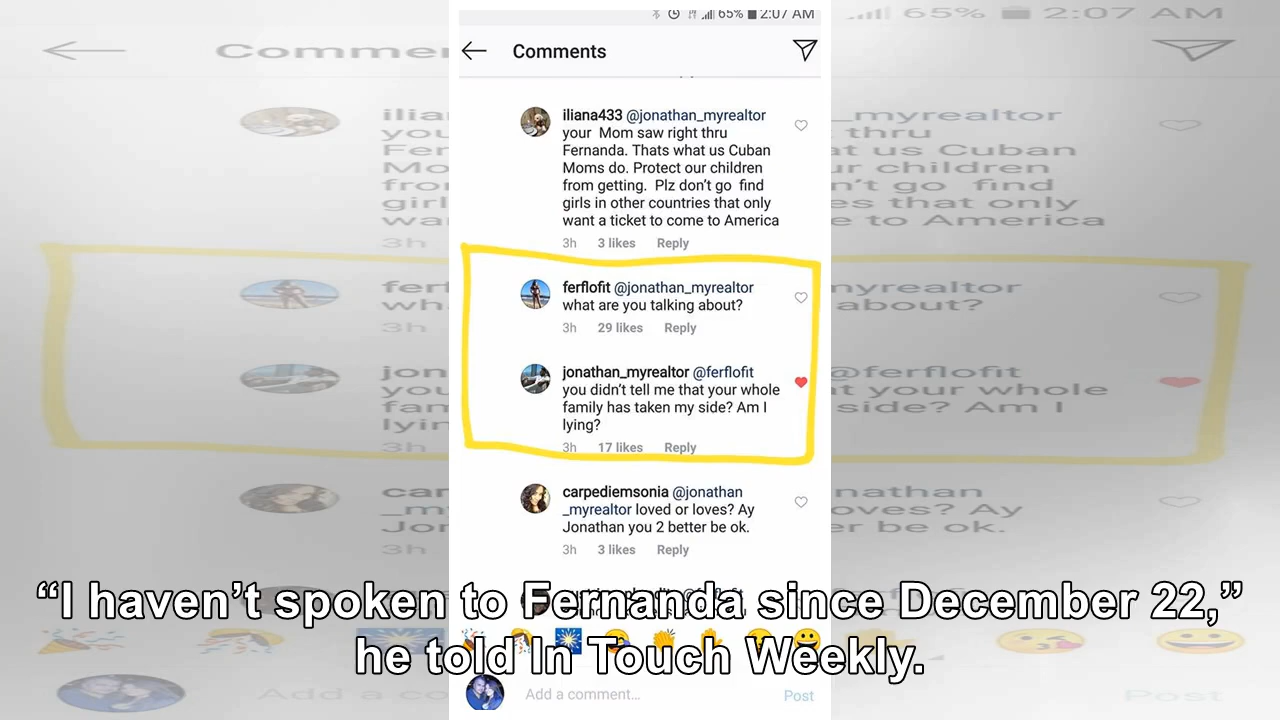 65% 2:07 AM
Comments
iliana433 @jonathan_myrealtor
your Mom saw right thru
Fernanda. Thats what us Cuban
Moms do. Protect our children
from getting. Plz don't go find
girls in other countries that only
want a ticket to come to America
3h 3 likes Reply
ferflofit @jonathan_myrealtor
what are you talking about?
3h 29 likes Reply
jonathan_myrealtor @ferflofit
you didn't tell me that your whole
family has taken my side? Am I
lying?
3h 17 likes Reply
carpediemsonia @jonathan
_myrealtor loved or loves? Ay
Jonathan you 2 better be ok.
3h 3 likes Reply
“I haven’t spoken to Fernanda since December 22,”
he told In Touch Weekly.
Add a comment...
Post